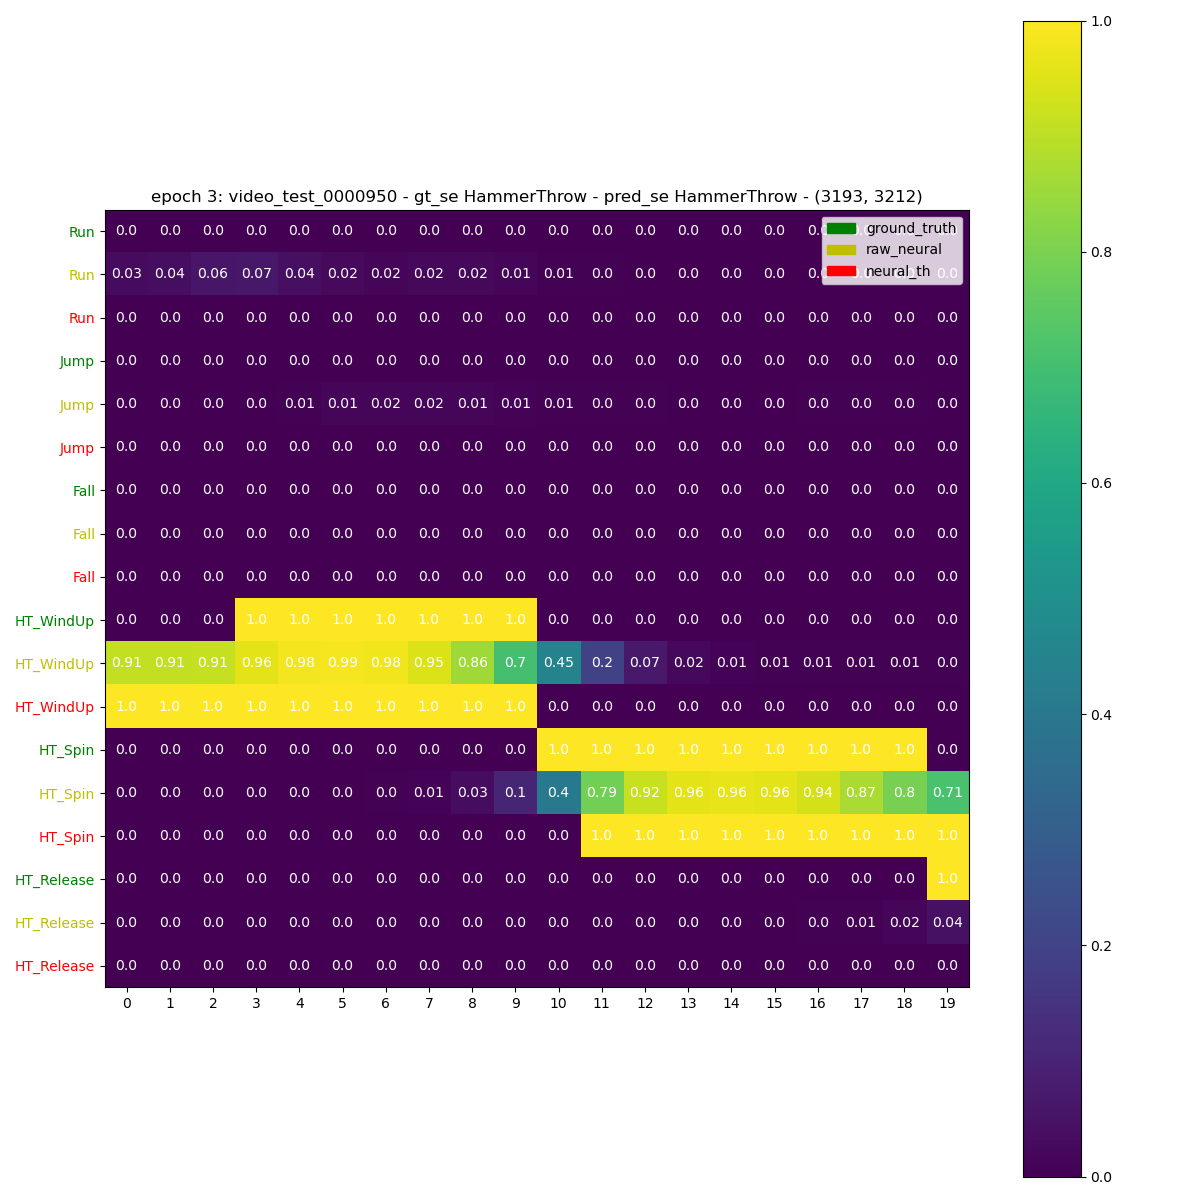 epoch 3: video_test_0000950 - gt_se HammerThrow - pred_se HammerThrow - (3193, 3212)
Run 0.0 0.0 0.0 0.0 0.0 0.0 0.0 0.0 0.0 0.0 0.0 0.0 0.0 0.0 0.0 0.0
ground_truth
raw_neural
neural_th
Run 0.03 0.04 0.06 0.07 0.04 0.02 0.02 0.02 0.02 0.01 0.01 0.0 0.0 0.0 0.0 0.0
Run 0.0 0.0 0.0 0.0 0.0 0.0 0.0 0.0 0.0 0.0 0.0 0.0 0.0 0.0 0.0 0.0 0.0 0.0 0.0 0.0
Jump 0.0 0.0 0.0 0.0 0.0 0.0 0.0 0.0 0.0 0.0 0.0 0.0 0.0 0.0 0.0 0.0 0.0 0.0 0.0 0.0
Jump 0.0 0.0 0.0 0.0 0.01 0.01 0.02 0.02 0.01 0.01 0.01 0.0 0.0 0.0 0.0 0.0 0.0 0.0 0.0 0.0
Jump 0.0 0.0 0.0 0.0 0.0 0.0 0.0 0.0 0.0 0.0 0.0 0.0 0.0 0.0 0.0 0.0 0.0 0.0 0.0 0.0
Fall 0.0 0.0 0.0 0.0 0.0 0.0 0.0 0.0 0.0 0.0 0.0 0.0 0.0 0.0 0.0 0.0 0.0 0.0 0.0 0.0
Fall 0.0 0.0 0.0 0.0 0.0 0.0 0.0 0.0 0.0 0.0 0.0 0.0 0.0 0.0 0.0 0.0 0.0 0.0 0.0 0.0
Fall 0.0 0.0 0.0 0.0 0.0 0.0 0.0 0.0 0.0 0.0 0.0 0.0 0.0 0.0 0.0 0.0 0.0 0.0 0.0 0.0
HT_WindUp 0.0 0.0 0.0 1.0 1.0 1.0 1.0 1.0 1.0 1.0 0.0 0.0 0.0 0.0 0.0 0.0 0.0 0.0 0.0 0.0
HT_WindUp 0.91 0.91 0.91 0.96 0.98 0.99 0.98 0.95 0.86 0.7 0.45 0.2 0.07 0.02 0.01 0.01 0.01 0.01 0.01 0.0
HT_WindUp 1.0 1.0 1.0 1.0 1.0 1.0 1.0 1.0 1.0 1.0 0.0 0.0 0.0 0.0 0.0 0.0 0.0 0.0 0.0 0.0
HT_Spin 0.0 0.0 0.0 0.0 0.0 0.0 0.0 0.0 0.0 0.0 1.0 1.0 1.0 1.0 1.0 1.0 1.0 1.0 1.0 0.0
HT_Spin 0.0 0.0 0.0 0.0 0.0 0.0 0.0 0.01 0.03 0.1 0.4 0.79 0.92 0.96 0.96 0.96 0.94 0.87 0.8 0.71
HT_Spin 0.0 0.0 0.0 0.0 0.0 0.0 0.0 0.0 0.0 0.0 0.0 1.0 1.0 1.0 1.0 1.0 1.0 1.0 1.0 1.0
HT_Release 0.0 0.0 0.0 0.0 0.0 0.0 0.0 0.0 0.0 0.0 0.0 0.0 0.0 0.0 0.0 0.0 0.0 0.0 0.0 1.0
HT_Release 0.0 0.0 0.0 0.0 0.0 0.0 0.0 0.0 0.0 0.0 0.0 0.0 0.0 0.0 0.0 0.0 0.0 0.01 0.02 0.04
HT_Release 0.0 0.0 0.0 0.0 0.0 0.0 0.0 0.0 0.0 0.0 0.0 0.0 0.0 0.0 0.0 0.0 0.0 0.0 0.0 0.0
0 1 2 3 4 5 6 7 8 9 10 11 12 13 14 15 16 17 18 19
1.0
0.8
0.6
0.4
0.2
0.0